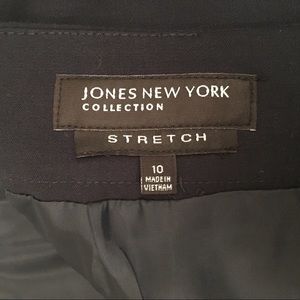 JONES NEW YORK
COLLECTION
STRETCH
10
MADE IN
VIETNAM